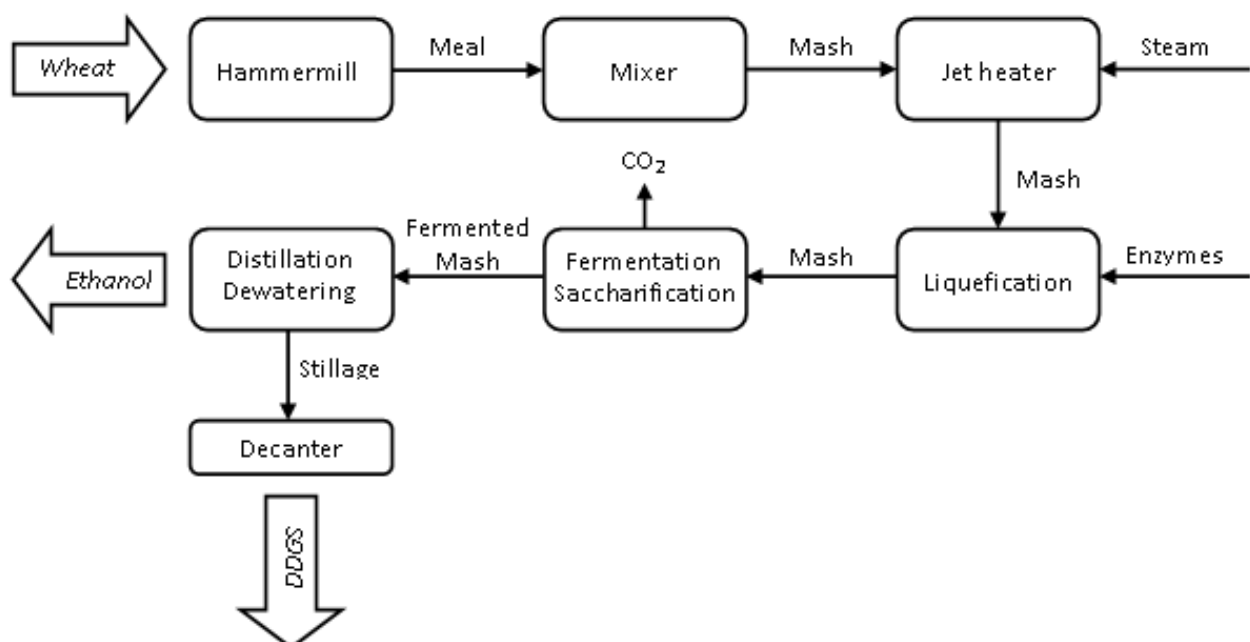 Wheat
Hammermill
Meal
Mixer
Mash
Jet heater
Steam
CO2
Mash
Ethanol
Distillation
Dewatering
Fermented
Mash
Fermentation
Saccharification
Mash
Liquefication
Enzymes
Stillage
Decanter
DDGS